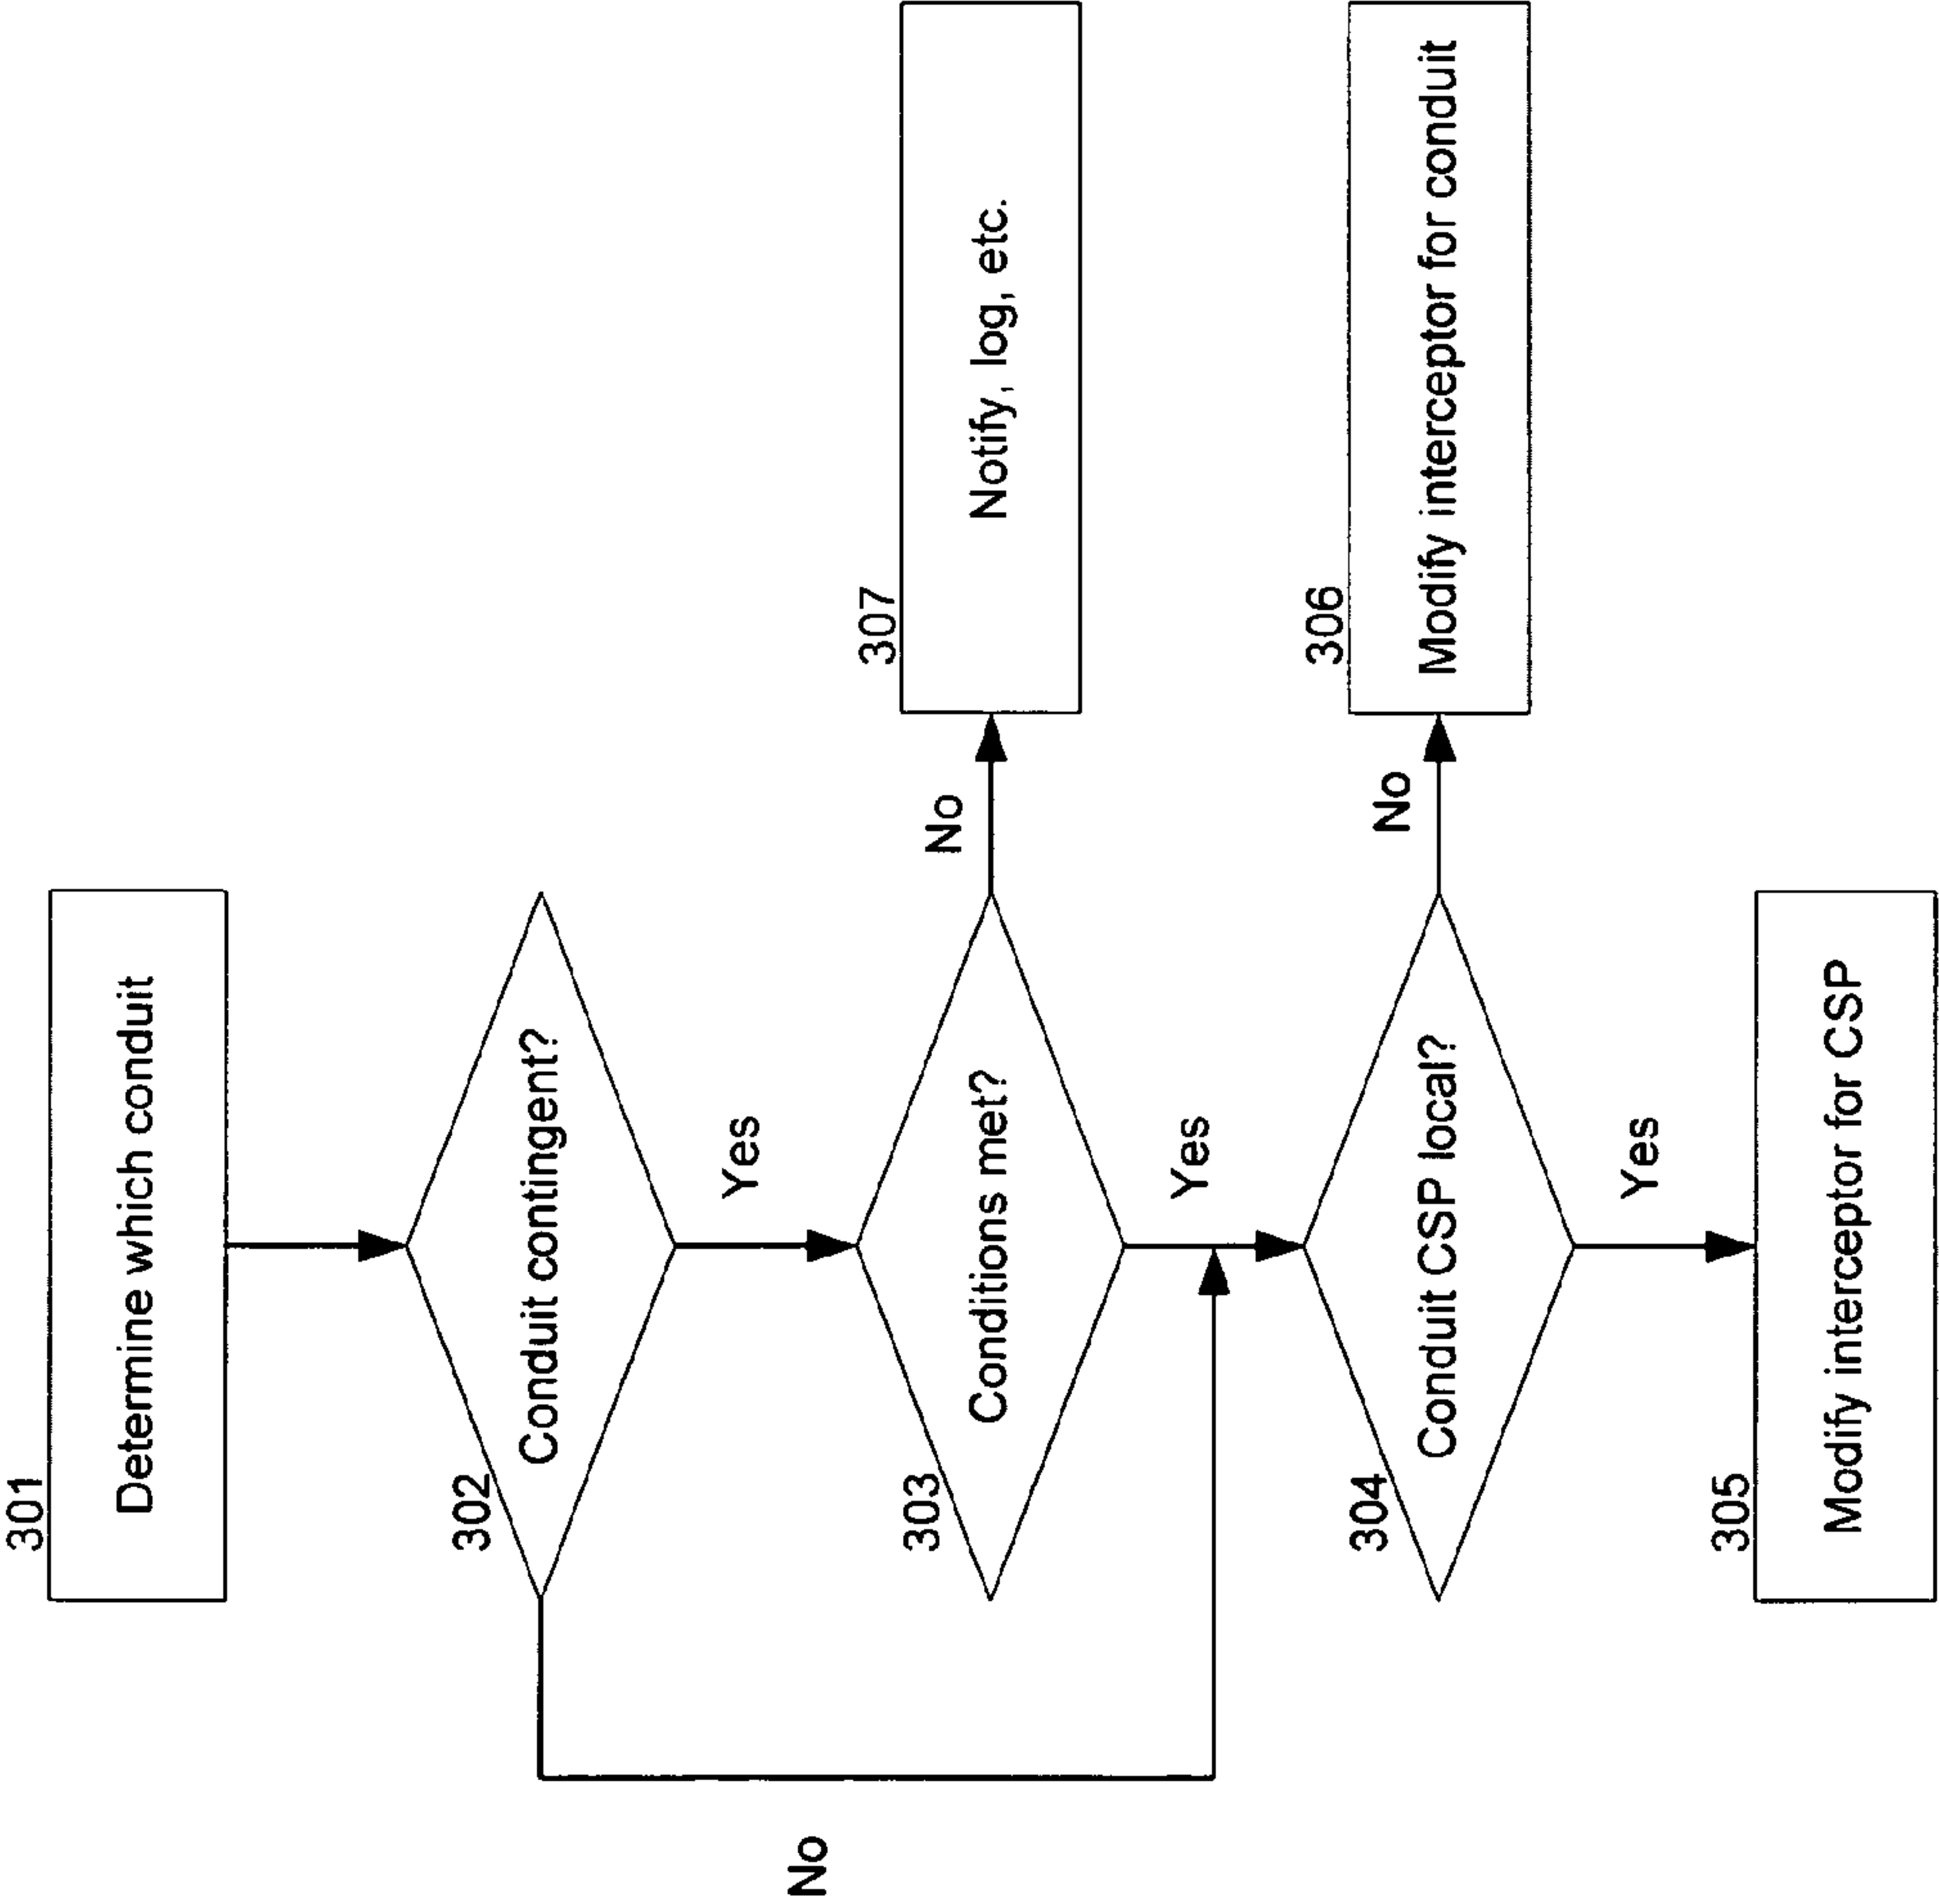 301
Determine which conduit
302
Conduit contingent?
Yes
No
303
Conditions met?
No
307
Notify, log, etc.
Yes
304
Conduit CSP local?
No
306
Modify interceptor for conduit
Yes
305
Modify interceptor for CSP